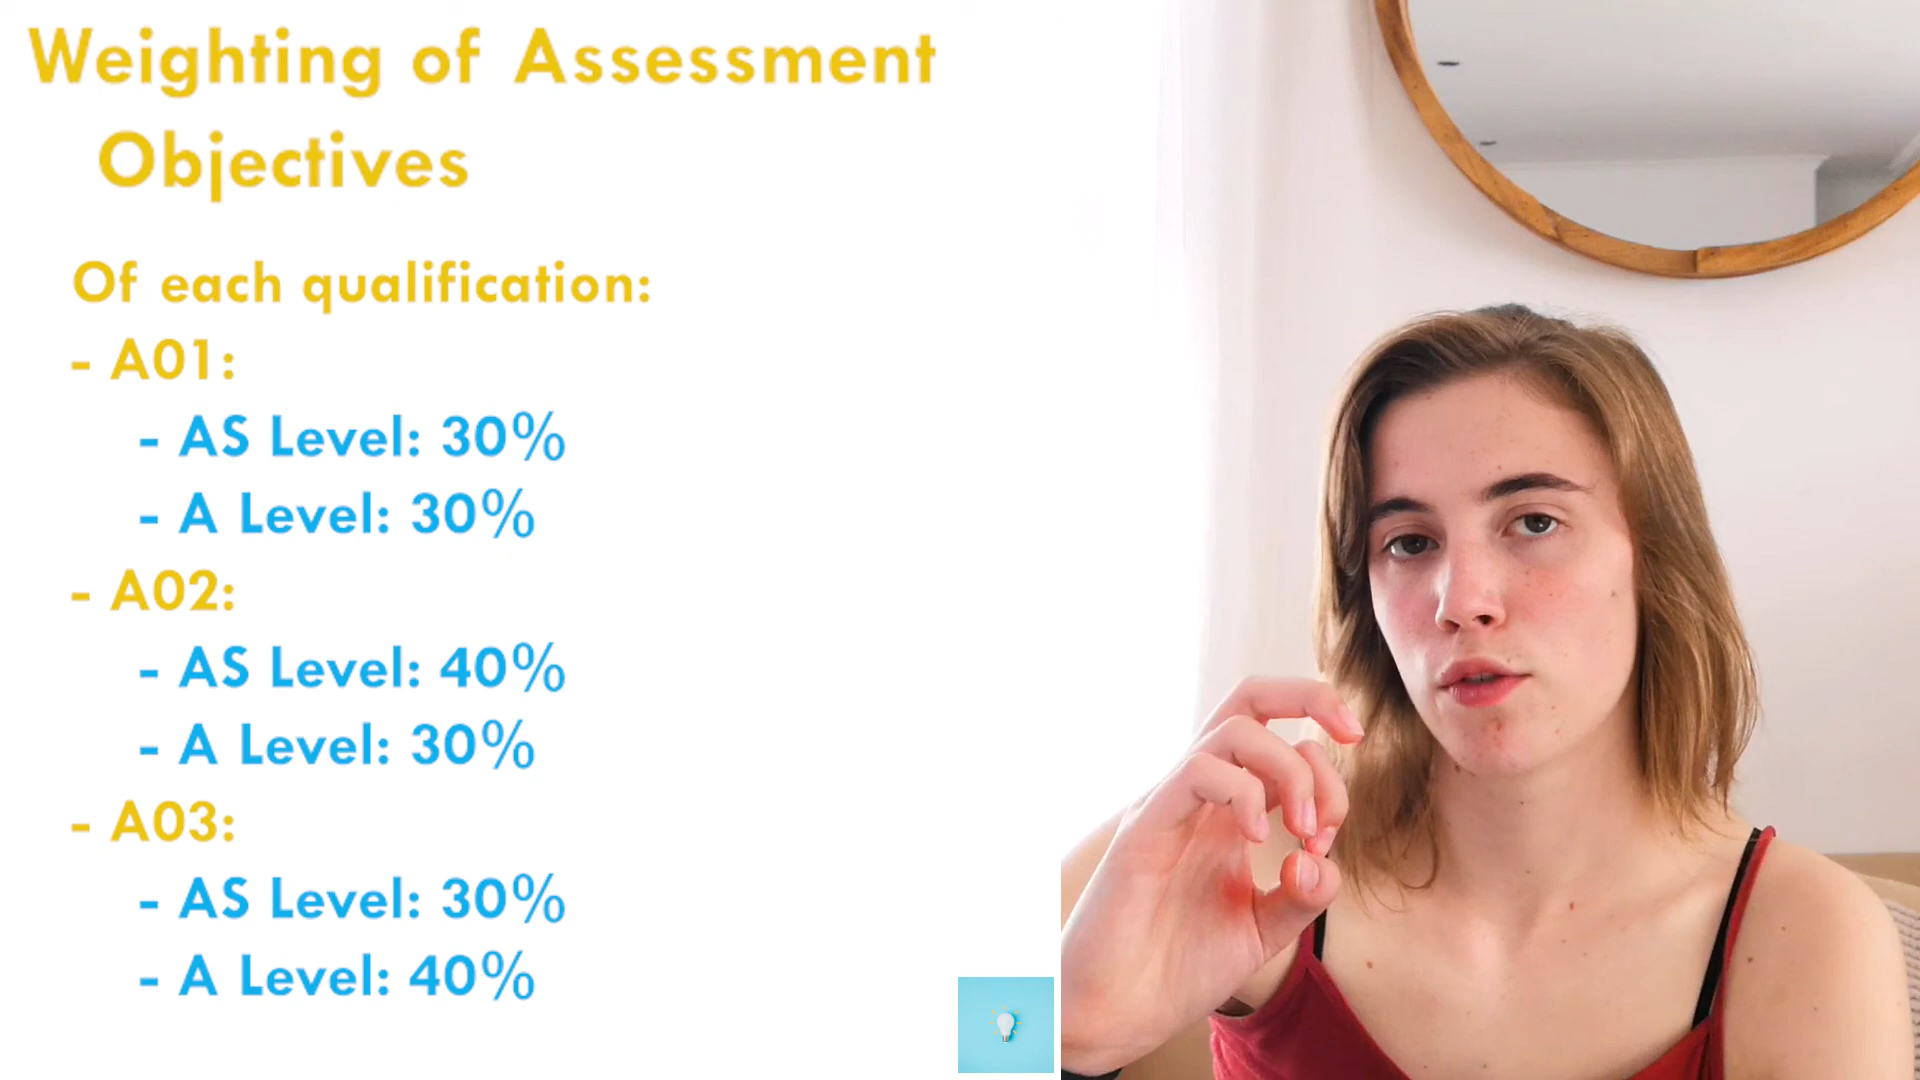 Weighting of Assessment
Objectives
Of each qualification:
- A01:
- AS Level: 30%
- A Level: 30%
- A02:
- AS Level: 40%
- A Level: 30%
- A03:
- AS Level: 30%
- A Level: 40%